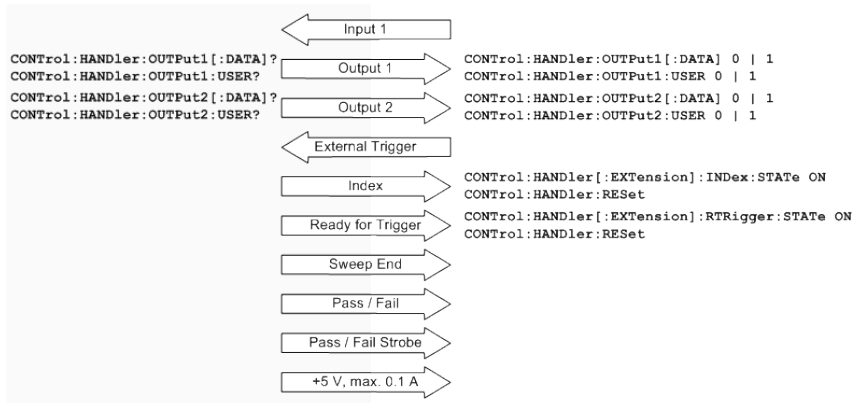 Input 1
CONTrol:HANDler:OUTPut1[:DATA]?
CONTrol:HANDler:OUTPut1:USER?
Output 1
CONTrol:HANDler:OUTPut1[:DATA] 0 | 1
CONTrol:HANDler:OUTPut1:USER 0 | 1
CONTrol:HANDler:OUTPut2[:DATA]?
CONTrol:HANDler:OUTPut2:USER?
Output 2
CONTrol:HANDler:OUTPut2[:DATA] 0 | 1
CONTrol:HANDler:OUTPut2:USER 0 | 1
External Trigger
Index
CONTrol:HANDler[:EXTension]:INDex:STATe ON
CONTrol:HANDler:RESet
Ready for Trigger
CONTrol:HANDler[:EXTension]:RTRigger:STATe ON
CONTrol:HANDler:RESet
Sweep End
Pass / Fail
Pass / Fail Strobe
+5 V, max. 0.1 A